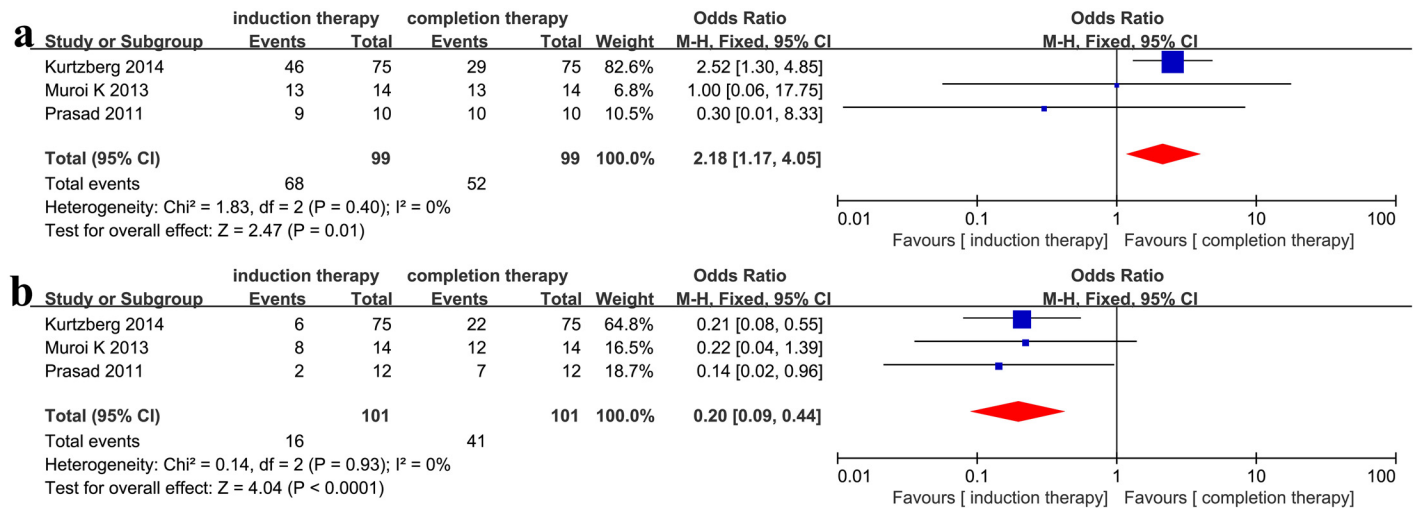 a
induction therapy completion therapy Odds Ratio Odds Ratio
Study or Subgroup Events Total Events Total Weight M-H, Fixed, 95% CI M-H, Fixed, 95% CI
Kurtzberg 2014 46 75 29 75 82.6% 2.52 [1.30, 4.85]
Muroi K 2013 13 14 13 14 6.8% 1.00 [0.06, 17.75]
Prasad 2011 9 10 10 10 10.5% 0.30 [0.01, 8.33]
Total (95% CI) 99 99 100.0% 2.18 [1.17, 4.05]
Total events 68 52
Heterogeneity: Chi² = 1.83, df = 2 (P = 0.40); I² = 0%
Test for overall effect: Z = 2.47 (P = 0.01)
0.01 0.1 1 10 100
Favours [ induction therapy] Favours [ completion therapy]
b
induction therapy completion therapy Odds Ratio Odds Ratio
Study or Subgroup Events Total Events Total Weight M-H, Fixed, 95% CI M-H, Fixed, 95% CI
Kurtzberg 2014 6 75 22 75 64.8% 0.21 [0.08, 0.55]
Muroi K 2013 8 14 12 14 16.5% 0.22 [0.04, 1.39]
Prasad 2011 2 12 7 12 18.7% 0.14 [0.02, 0.96]
Total (95% CI) 101 101 100.0% 0.20 [0.09, 0.44]
Total events 16 41
Heterogeneity: Chi² = 0.14, df = 2 (P = 0.93); I² = 0%
Test for overall effect: Z = 4.04 (P < 0.0001)
0.01 0.1 1 10 100
Favours [ induction therapy] Favours [ completion therapy]